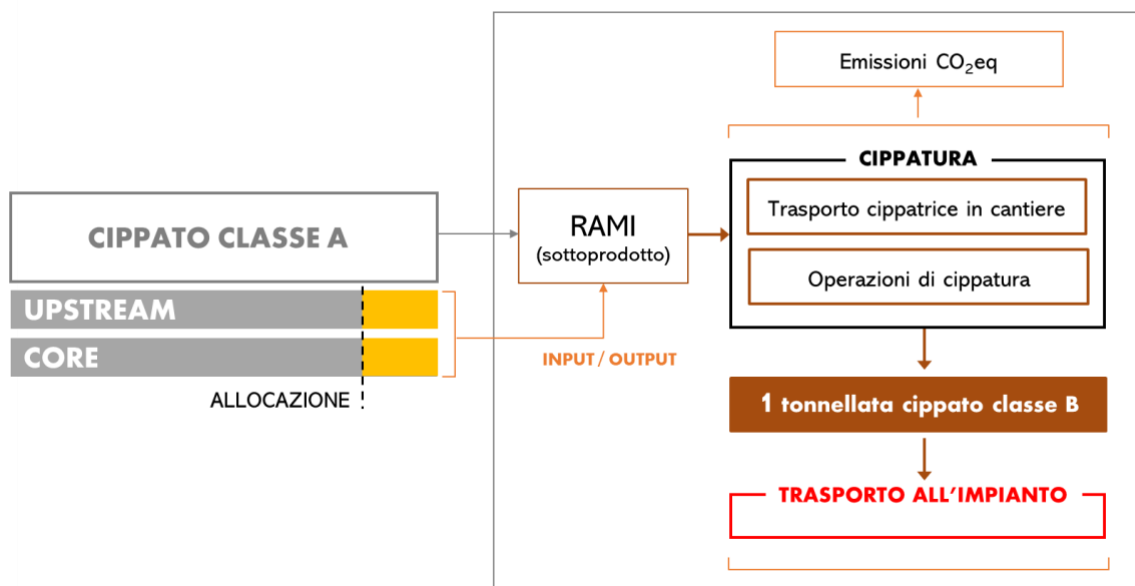 Emissioni CO₂eq
CIPPATURA
Trasporto cippatrice in cantiere
Operazioni di cippatura
CIPPATO CLASSE A
RAMI
(sottoprodotto)
UPSTREAM
CORE
INPUT / OUTPUT
ALLOCAZIONE
1 tonnellata cippato classe B
TRASPORTO ALL'IMPIANTO